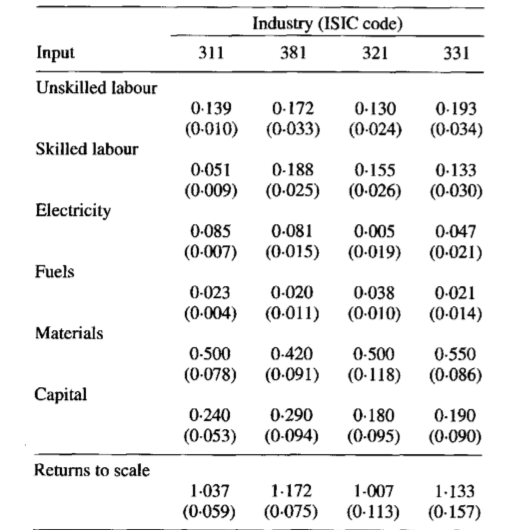 Industry (ISIC code)
Input 311 381 321 331
Unskilled labour
0·139 0·172 0·130 0·193
(0·010) (0·033) (0·024) (0·034)
Skilled labour
0·051 0·188 0·155 0·133
(0·009) (0·025) (0·026) (0·030)
Electricity
0·085 0·081 0·005 0·047
(0·007) (0·015) (0·019) (0·021)
Fuels
0·023 0·020 0·038 0·021
(0·004) (0·011) (0·010) (0·014)
Materials
0·500 0·420 0·500 0·550
(0·078) (0·091) (0·118) (0·086)
Capital
0·240 0·290 0·180 0·190
(0·053) (0·094) (0·095) (0·090)
Returns to scale
1·037 1·172 1·007 1·133
(0·059) (0·075) (0·113) (0·157)